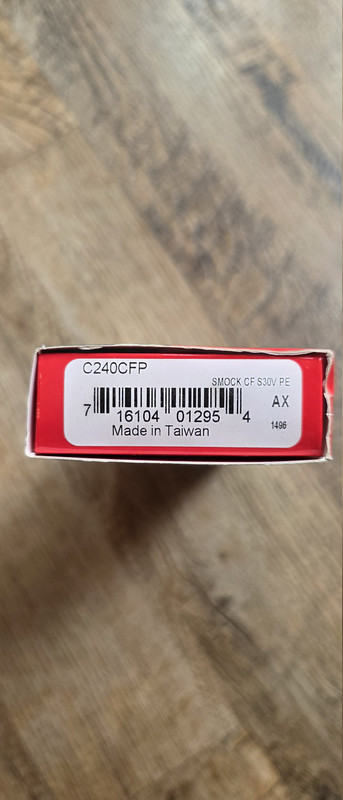 C240CFP
SMOCK CF S30V PE
7 16104 01295 4
AX
Made in Taiwan
1496